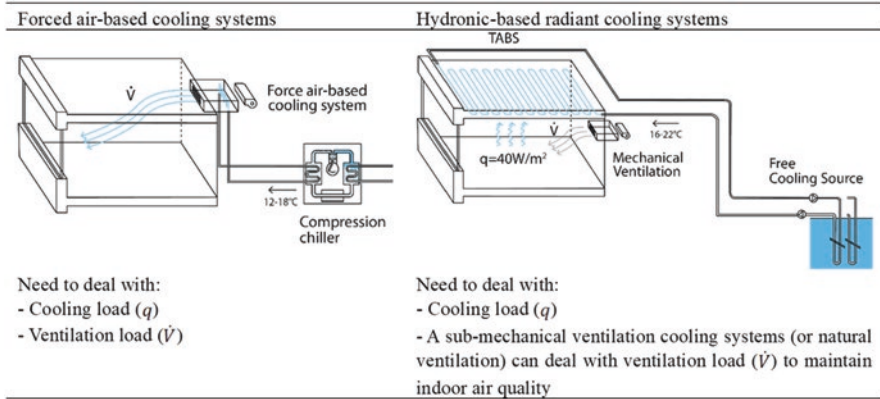 Forced air-based cooling systems
V̇
Force air-based
cooling system
12-18℃
Compression
chiller
Need to deal with:
- Cooling load (q)
- Ventilation load (V̇)
Hydronic-based radiant cooling systems
TABS
V̇
q=40W/m²
16-22℃
Mechanical
Ventilation
Free
Cooling Source
Need to deal with:
- Cooling load (q)
- A sub-mechanical ventilation cooling systems (or natural
ventilation) can deal with ventilation load (V̇) to maintain
indoor air quality